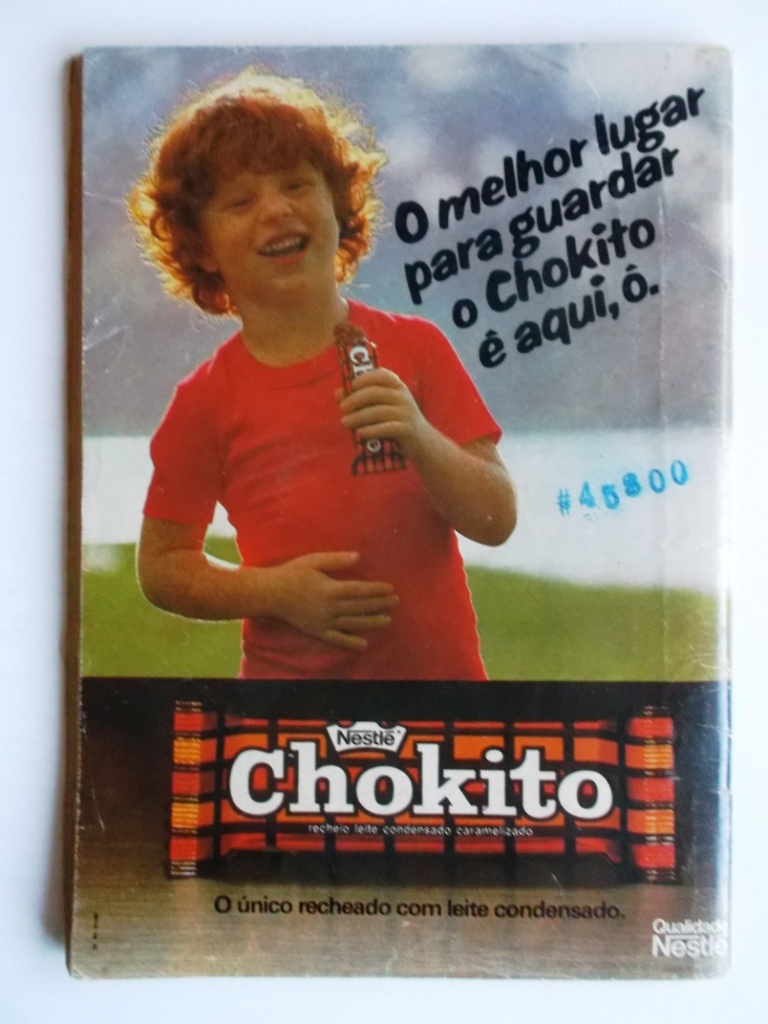 O melhor lugar
para guardar
o Chokito
ê aqui, ô.
#45800
Nestlé
Chokito
recheio leite condensado caramelizado
O único recheado com leite condensado.
Qualidade
Nestlé